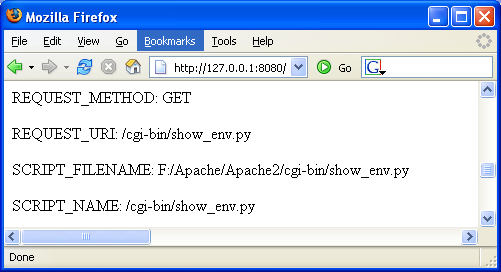 Mozilla Firefox
File Edit View Go Bookmarks Tools Help
http://127.0.0.1:8080/ Go G
REQUEST_METHOD: GET
REQUEST_URI: /cgi-bin/show_env.py
SCRIPT_FILENAME: F:/Apache/Apache2/cgi-bin/show_env.py
SCRIPT_NAME: /cgi-bin/show_env.py
Done